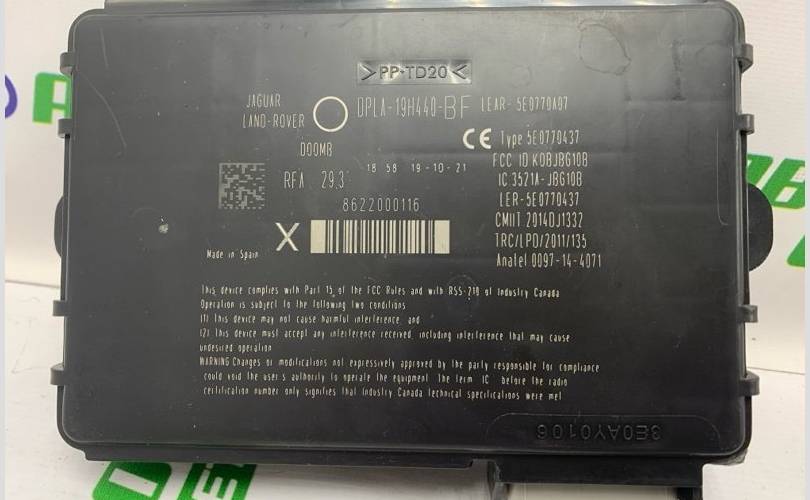 >PP-TD20<
JAGUAR
LAND-ROVER
DPLA-19H440-BF LEAR- 5E0770A07
CE Type 5E0770437
D00MB
FCC ID KOBJBG10B
18 58 19-10-21
RFA 29,3
IC 3521A-JBG10B
LER-5E0770437
8622000116
CMIIT 2014DJ1332
X
TRC/LPD/2011/135
Made in Spain
Anatel 0097-14-4071
This device complies with Part 15 of the FCC Rules and with RSS-210 of Industry Canada
Operation is subject to the following two conditions
(1) This device may not cause harmful interference, and
(2) This device must accept any interference received, including interference that may cause
undesired operation
WARNING Changes or modifications not expressively approved by the party responsible for compliance
could void the user's authority to operate the equipment. The term IC before the radio
certification number only signifies that Industry Canada technical specifications were met
3E0AY0106